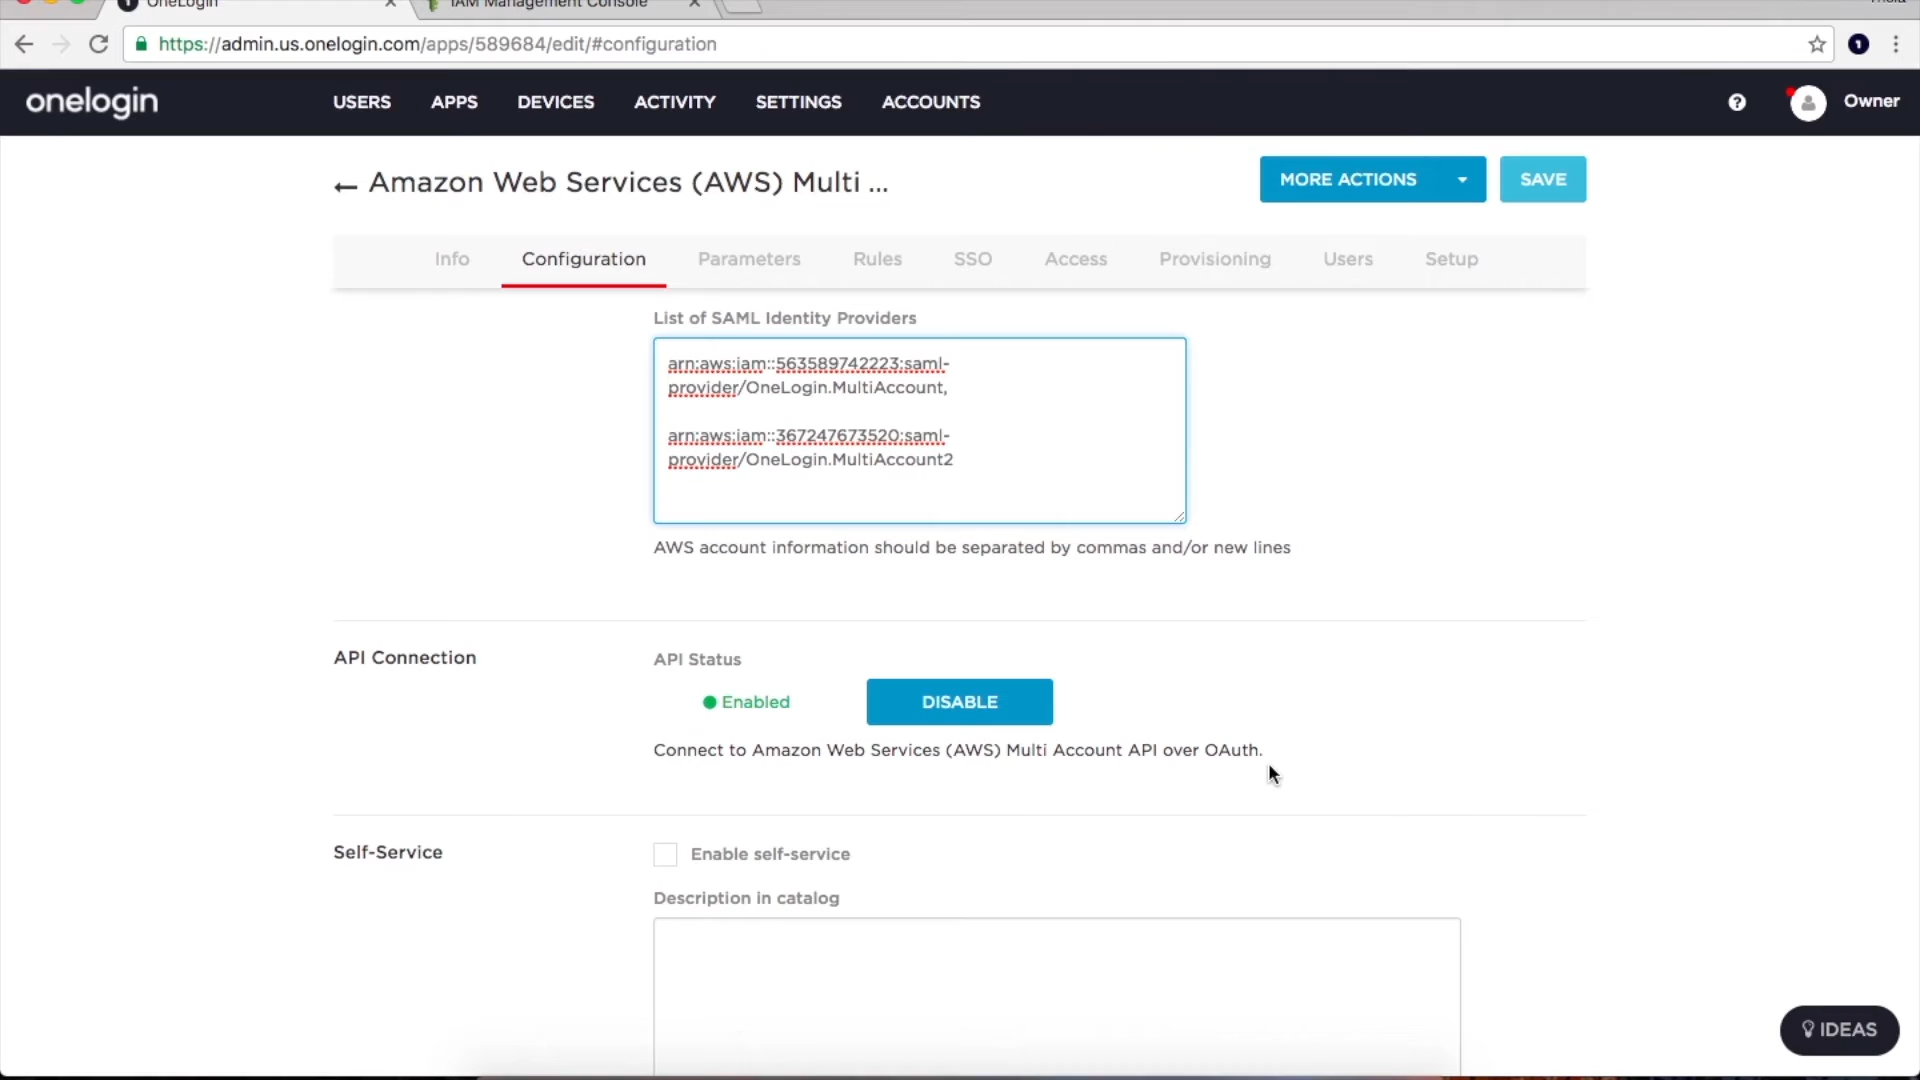 OneLogin
IAM Management Console
https://admin.us.onelogin.com/apps/589684/edit/#configuration
onelogin
USERS
APPS
DEVICES
ACTIVITY
SETTINGS
ACCOUNTS
Owner
Amazon Web Services (AWS) Multi ...
MORE ACTIONS
SAVE
Info
Configuration
Parameters
Rules
SSO
Access
Provisioning
Users
Setup
List of SAML Identity Providers
arn:aws:iam::563589742223:saml-
provider/OneLogin.MultiAccount,
arn:aws:iam::367247673520:saml-
provider/OneLogin.MultiAccount2
AWS account information should be separated by commas and/or new lines
API Connection
API Status
Enabled
DISABLE
Connect to Amazon Web Services (AWS) Multi Account API over OAuth.
Self-Service
Enable self-service
Description in catalog
IDEAS